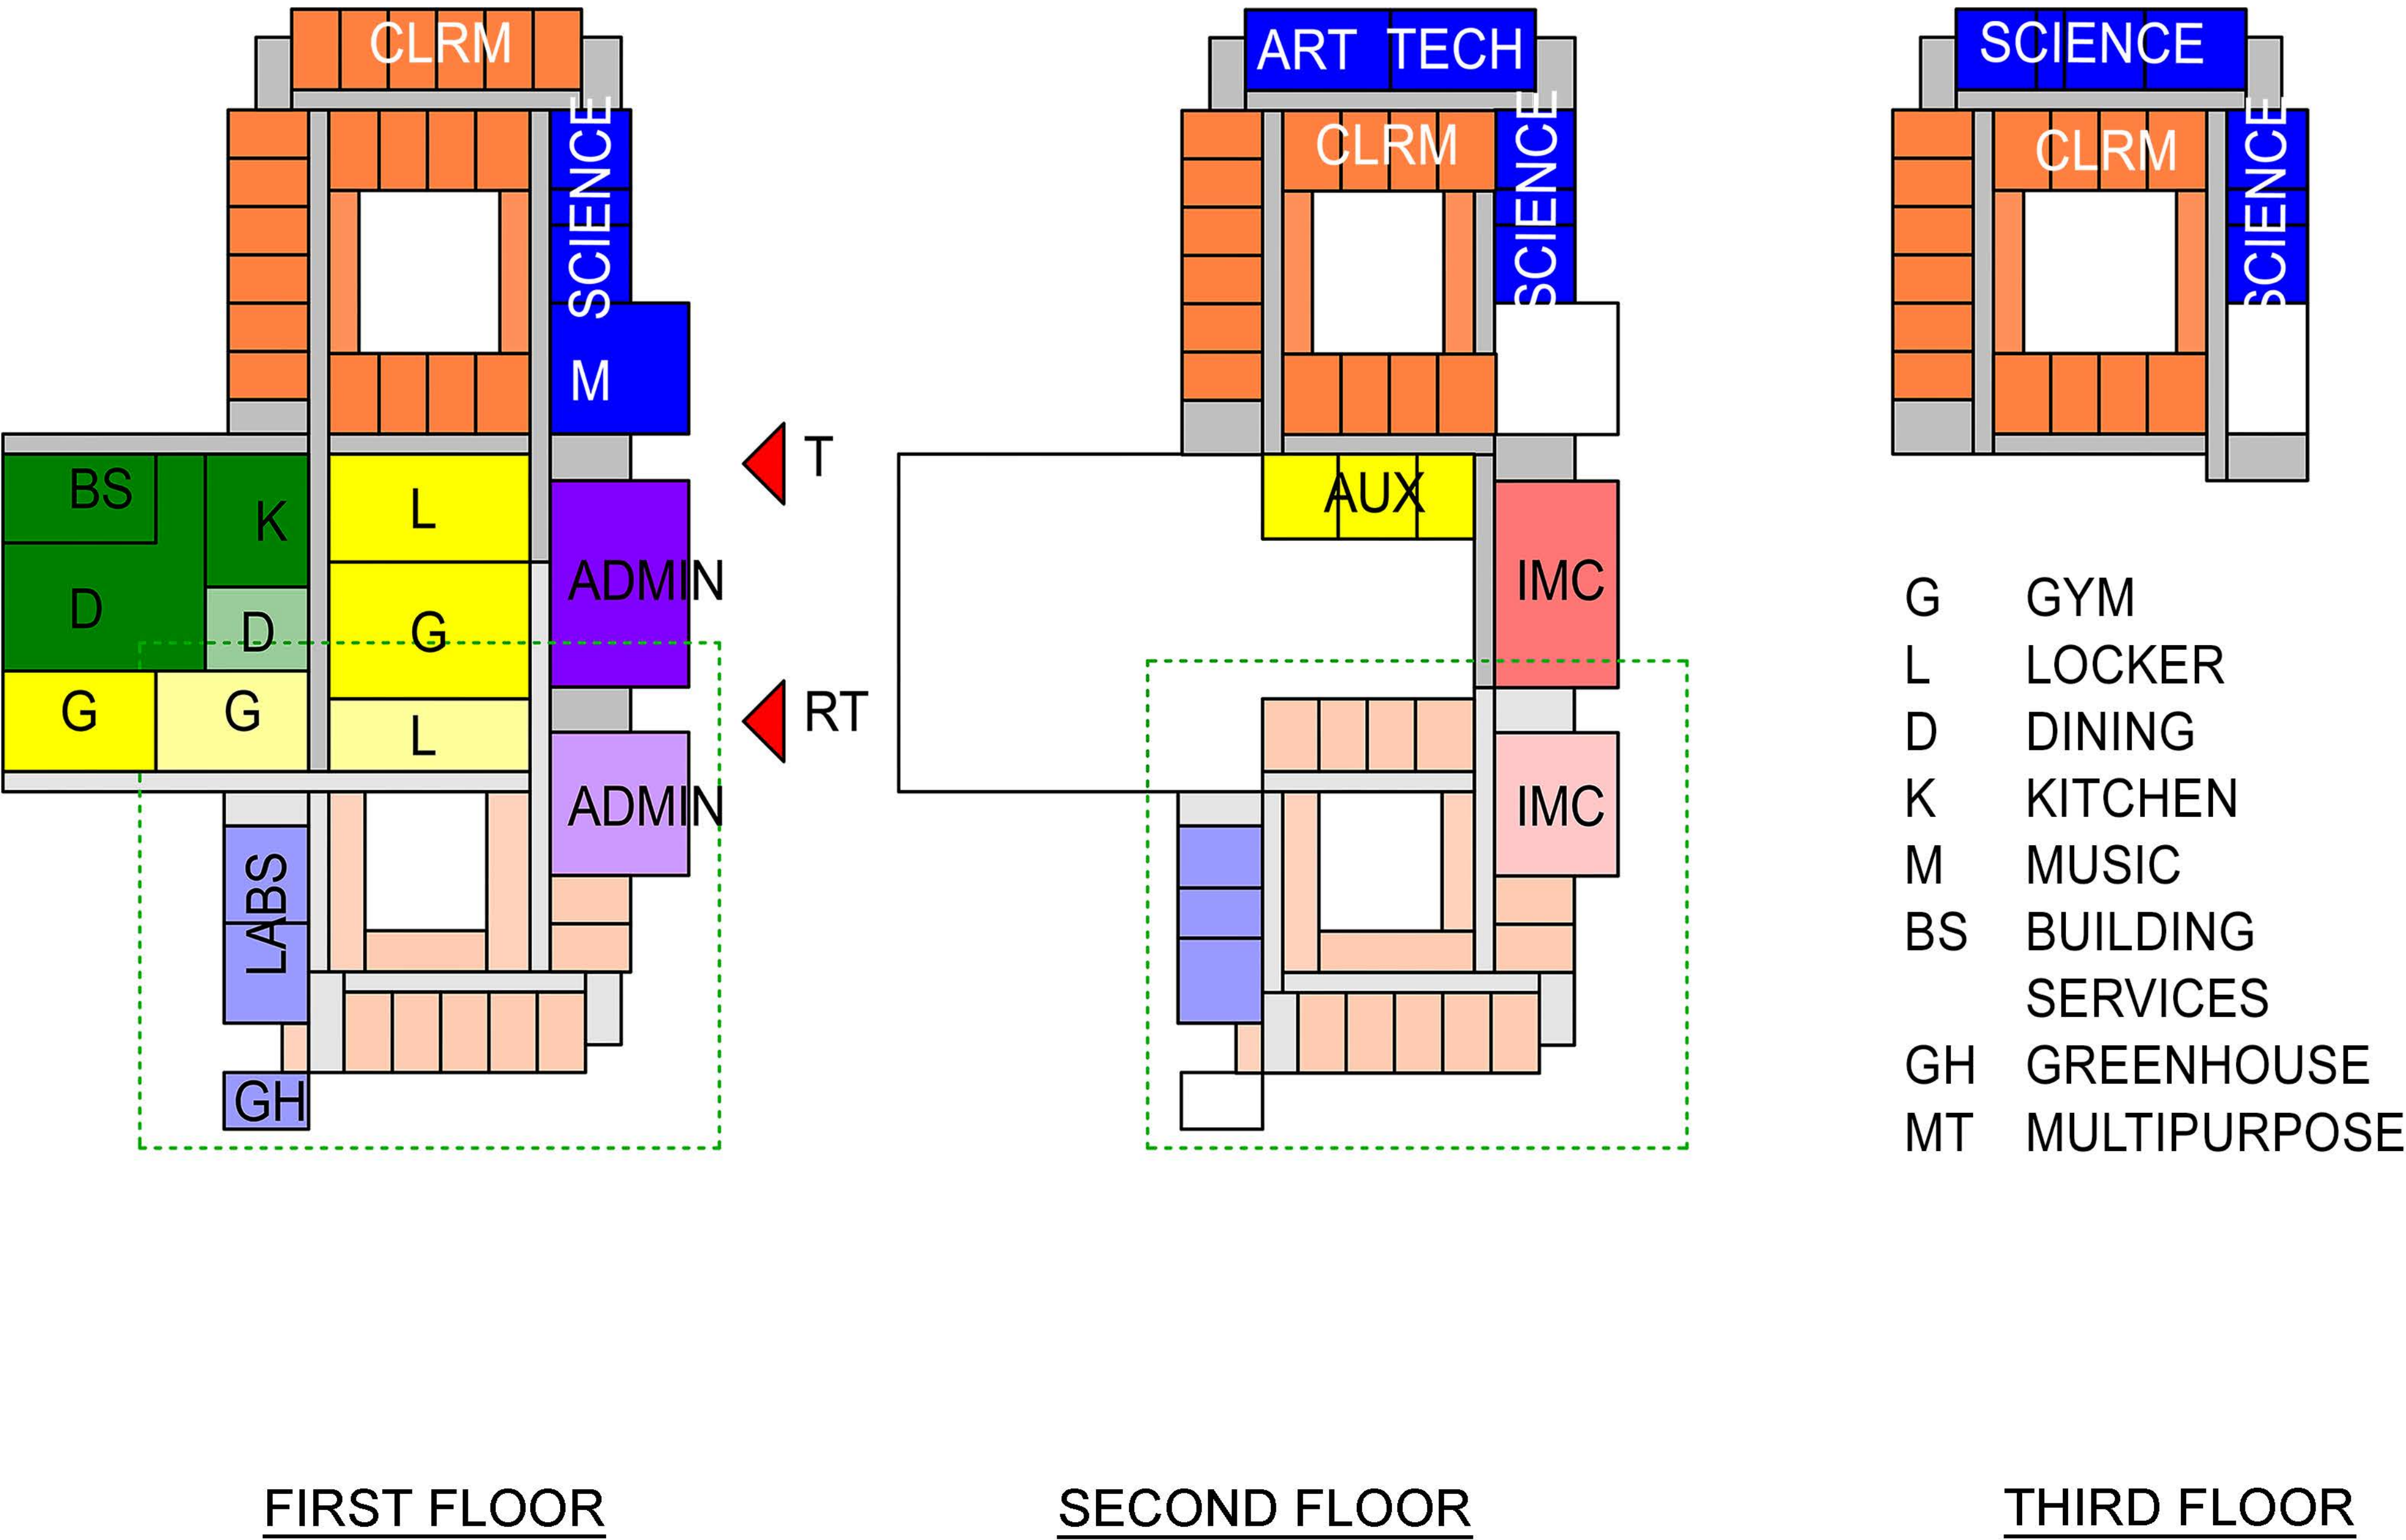 CLRM
SCIENCE
M
T
BS
K
L
ADMIN
D
D
G
G
G
L
RT
ADMIN
LABS
GH
FIRST FLOOR
ART TECH
CLRM
SCIENCE
AUX
IMC
IMC
SECOND FLOOR
SCIENCE
CLRM
SCIENCE
THIRD FLOOR
G GYM
L LOCKER
D DINING
K KITCHEN
M MUSIC
BS BUILDING
SERVICES
GH GREENHOUSE
MT MULTIPURPOSE